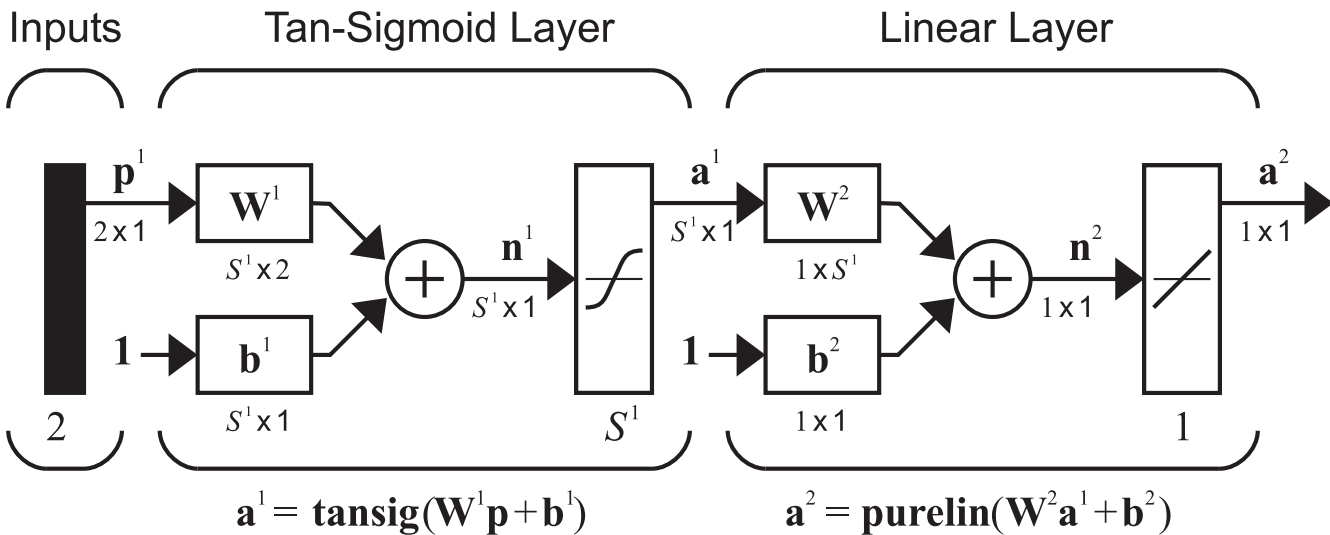 Inputs
Tan-Sigmoid Layer
Linear Layer
p¹
2 x 1
W¹
S¹ x 2
1
b¹
S¹ x 1
n¹
S¹ x 1
a¹
S¹ x 1
W²
1 x S¹
1
b²
1 x 1
n²
1 x 1
a²
1 x 1
2
S¹
1
a¹ = tansig(W¹p + b¹)
a² = purelin(W²a¹ + b²)